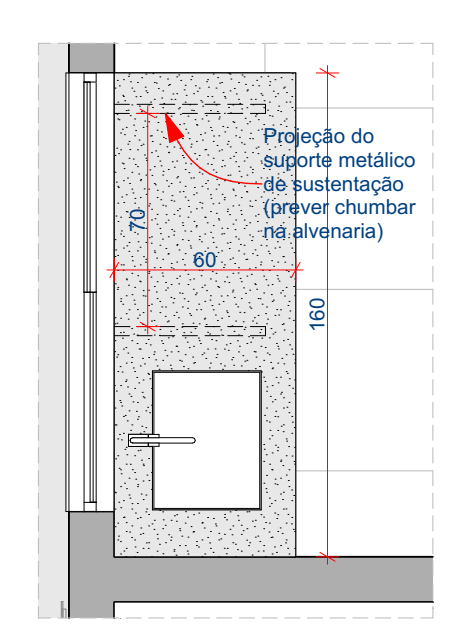 Projeção do
suporte metálico
de sustentação
(prever chumbar
na alvenaria)
70
60
160